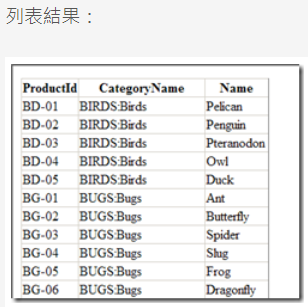 列表結果：
ProductId CategoryName Name
BD-01 BIRDS:Birds Pelican
BD-02 BIRDS:Birds Penguin
BD-03 BIRDS:Birds Pteranodon
BD-04 BIRDS:Birds Owl
BD-05 BIRDS:Birds Duck
BG-01 BUGS:Bugs Ant
BG-02 BUGS:Bugs Butterfly
BG-03 BUGS:Bugs Spider
BG-04 BUGS:Bugs Slug
BG-05 BUGS:Bugs Frog
BG-06 BUGS:Bugs Dragonfly